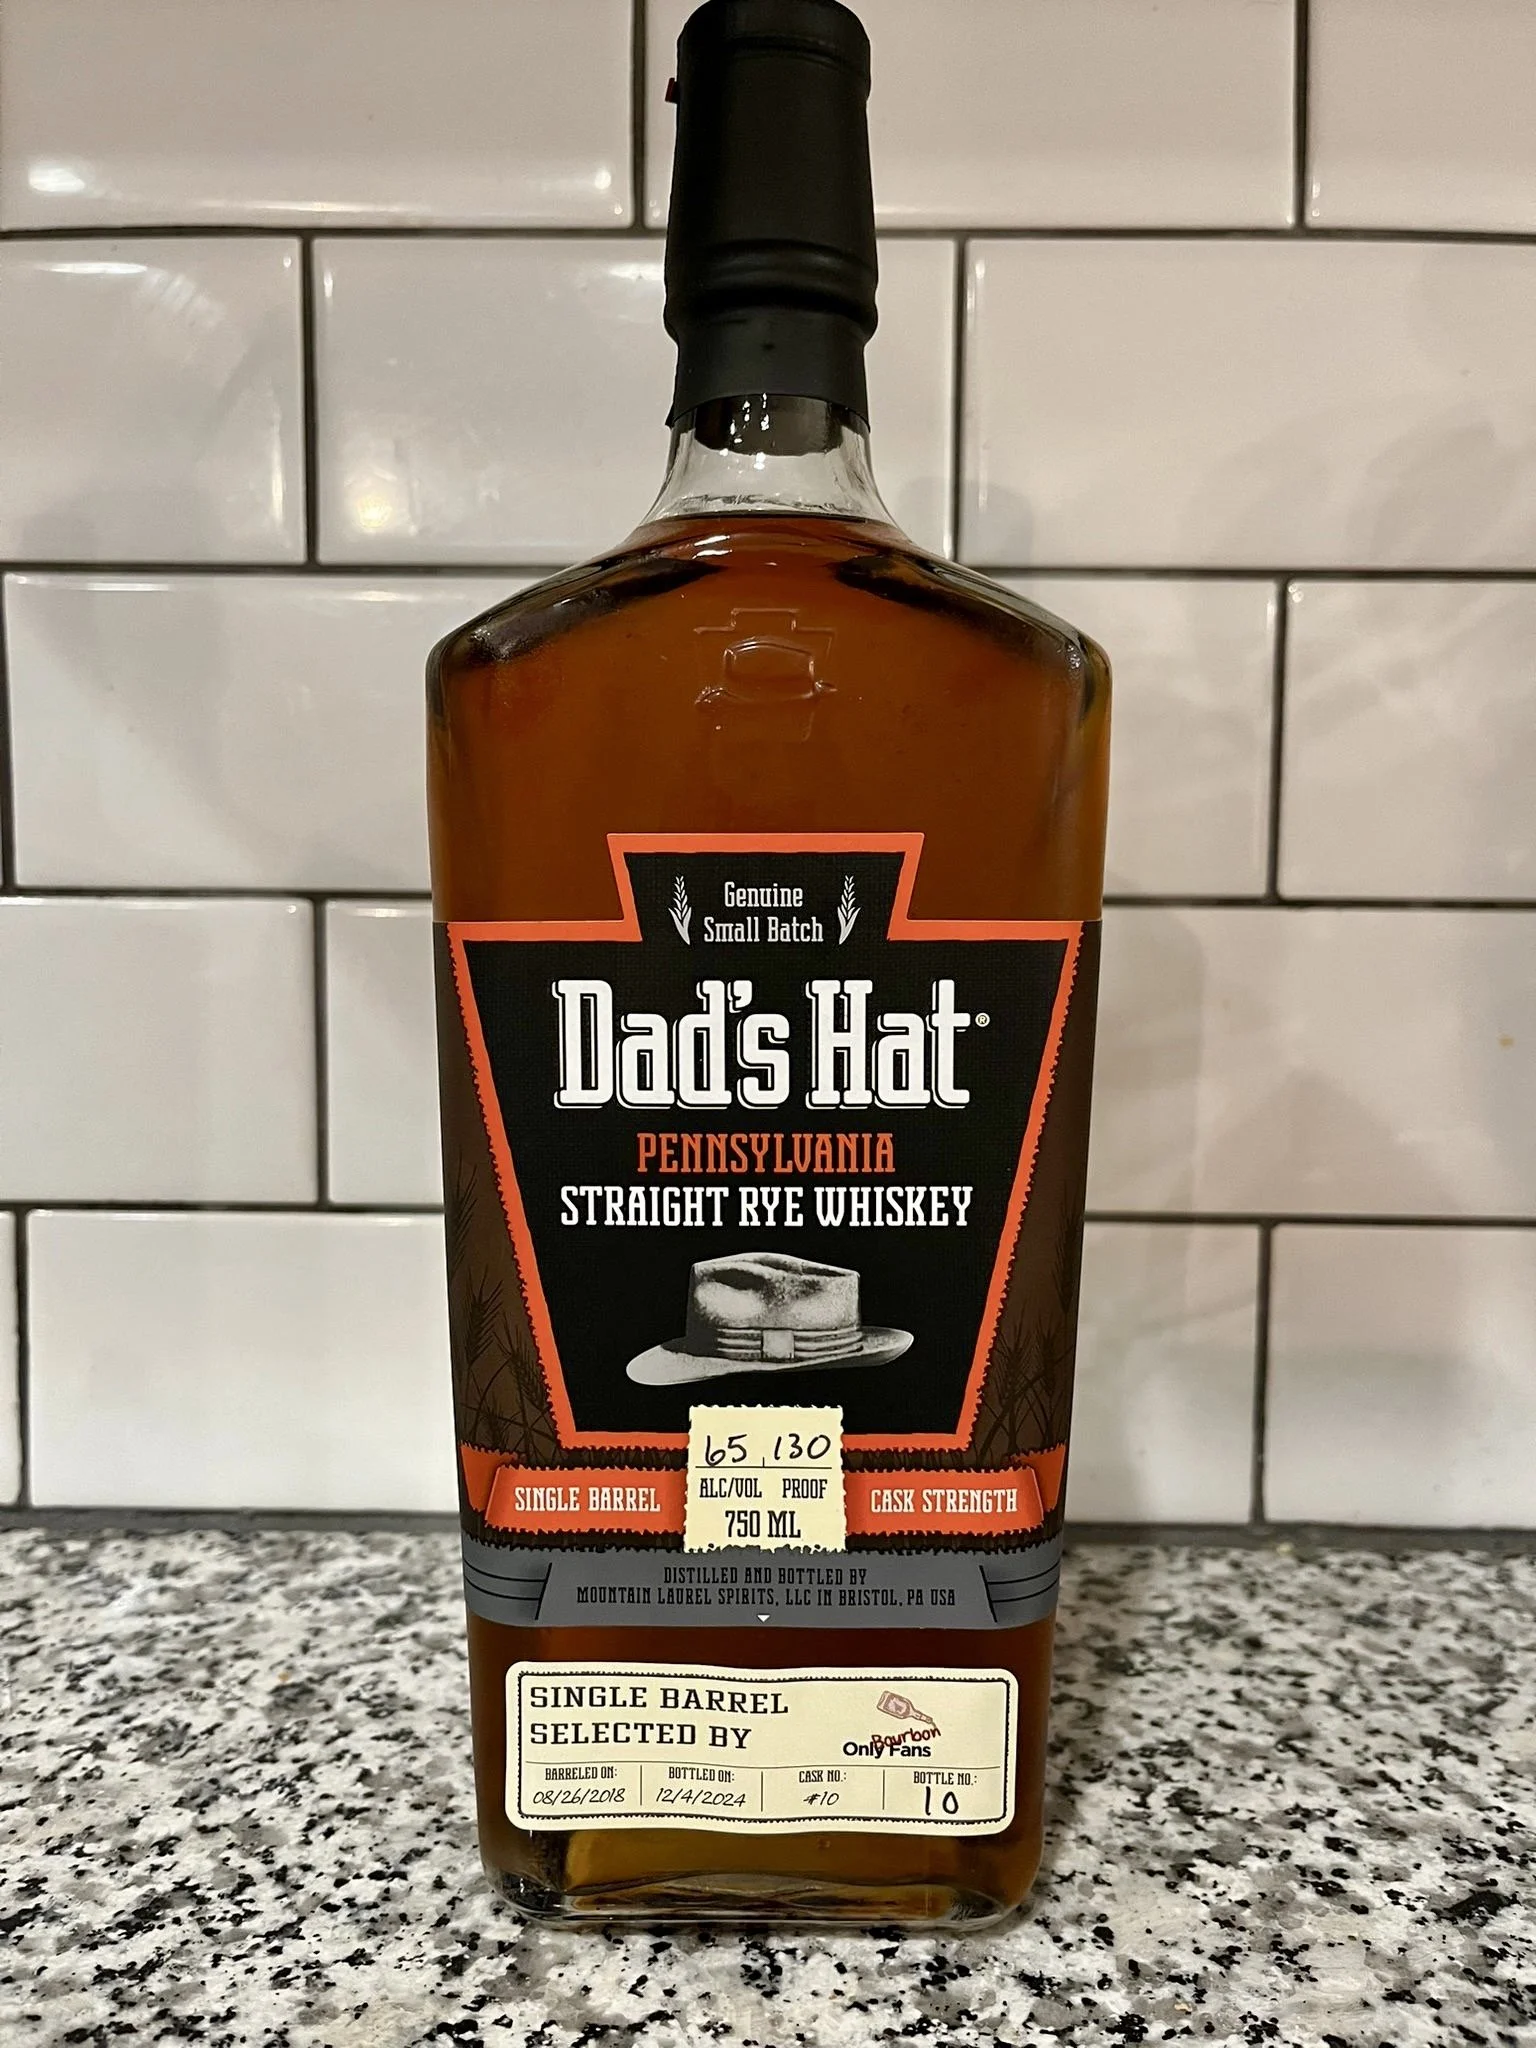 Genuine
Small Batch
Dad's Hat®
PENNSYLVANIA
STRAIGHT RYE WHISKEY
65 130
ALC/VOL PROOF
750 ML
SINGLE BARREL
CASK STRENGTH
DISTILLED AND BOTTLED BY
MOUNTAIN LAUREL SPIRITS, LLC IN BRISTOL, PA USA
SINGLE BARREL
SELECTED BY
Bourbon
Only Fans
BARRELED ON: BOTTLED ON: CASK NO.: BOTTLE NO.:
08/26/2018 12/4/2024 #10 10